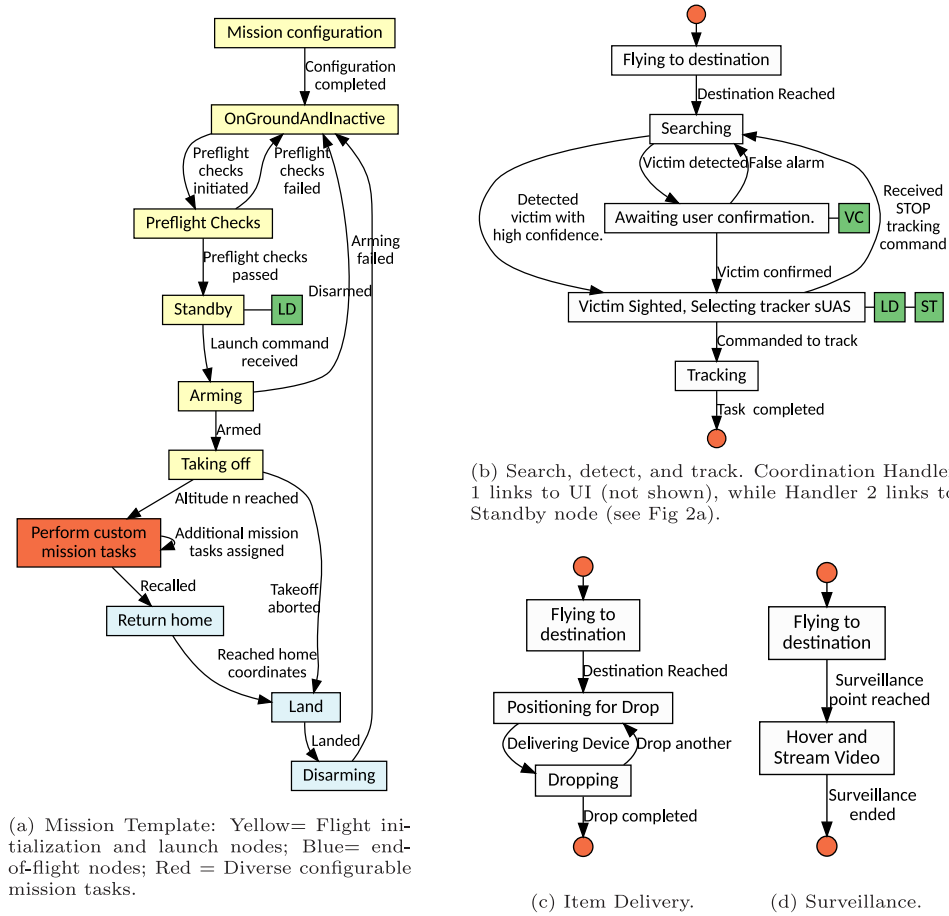 Mission configuration
Configuration
completed
OnGroundAndInactive
Preflight
checks
initiated
Preflight
checks
failed
Preflight Checks
Arming
failed
Preflight checks
passed
Disarmed
Standby
LD
Launch command
received
Arming
Armed
Taking off
Altitude n reached
Perform custom
mission tasks
Additional mission
tasks assigned
Recalled
Takeoff
aborted
Return home
Reached home
coordinates
Land
Landed
Disarming
(a) Mission Template: Yellow= Flight ini-
tialization and launch nodes; Blue= end-
of-flight nodes; Red = Diverse configurable
mission tasks.
Flying to destination
Destination Reached
Searching
Victim detected
False alarm
Detected
victim with
high confidence.
Received
STOP
tracking
command
Awaiting user confirmation.
VC
Victim confirmed
Victim Sighted, Selecting tracker sUAS
LD
ST
Commanded to track
Tracking
Task completed
(b) Search, detect, and track. Coordination Handle
1 links to UI (not shown), while Handler 2 links to
Standby node (see Fig 2a).
Flying to
destination
Destination Reached
Positioning for Drop
Delivering Device
Drop another
Dropping
Drop completed
(c) Item Delivery.
Flying to
destination
Surveillance
point reached
Hover and
Stream Video
Surveillance
ended
(d) Surveillance.